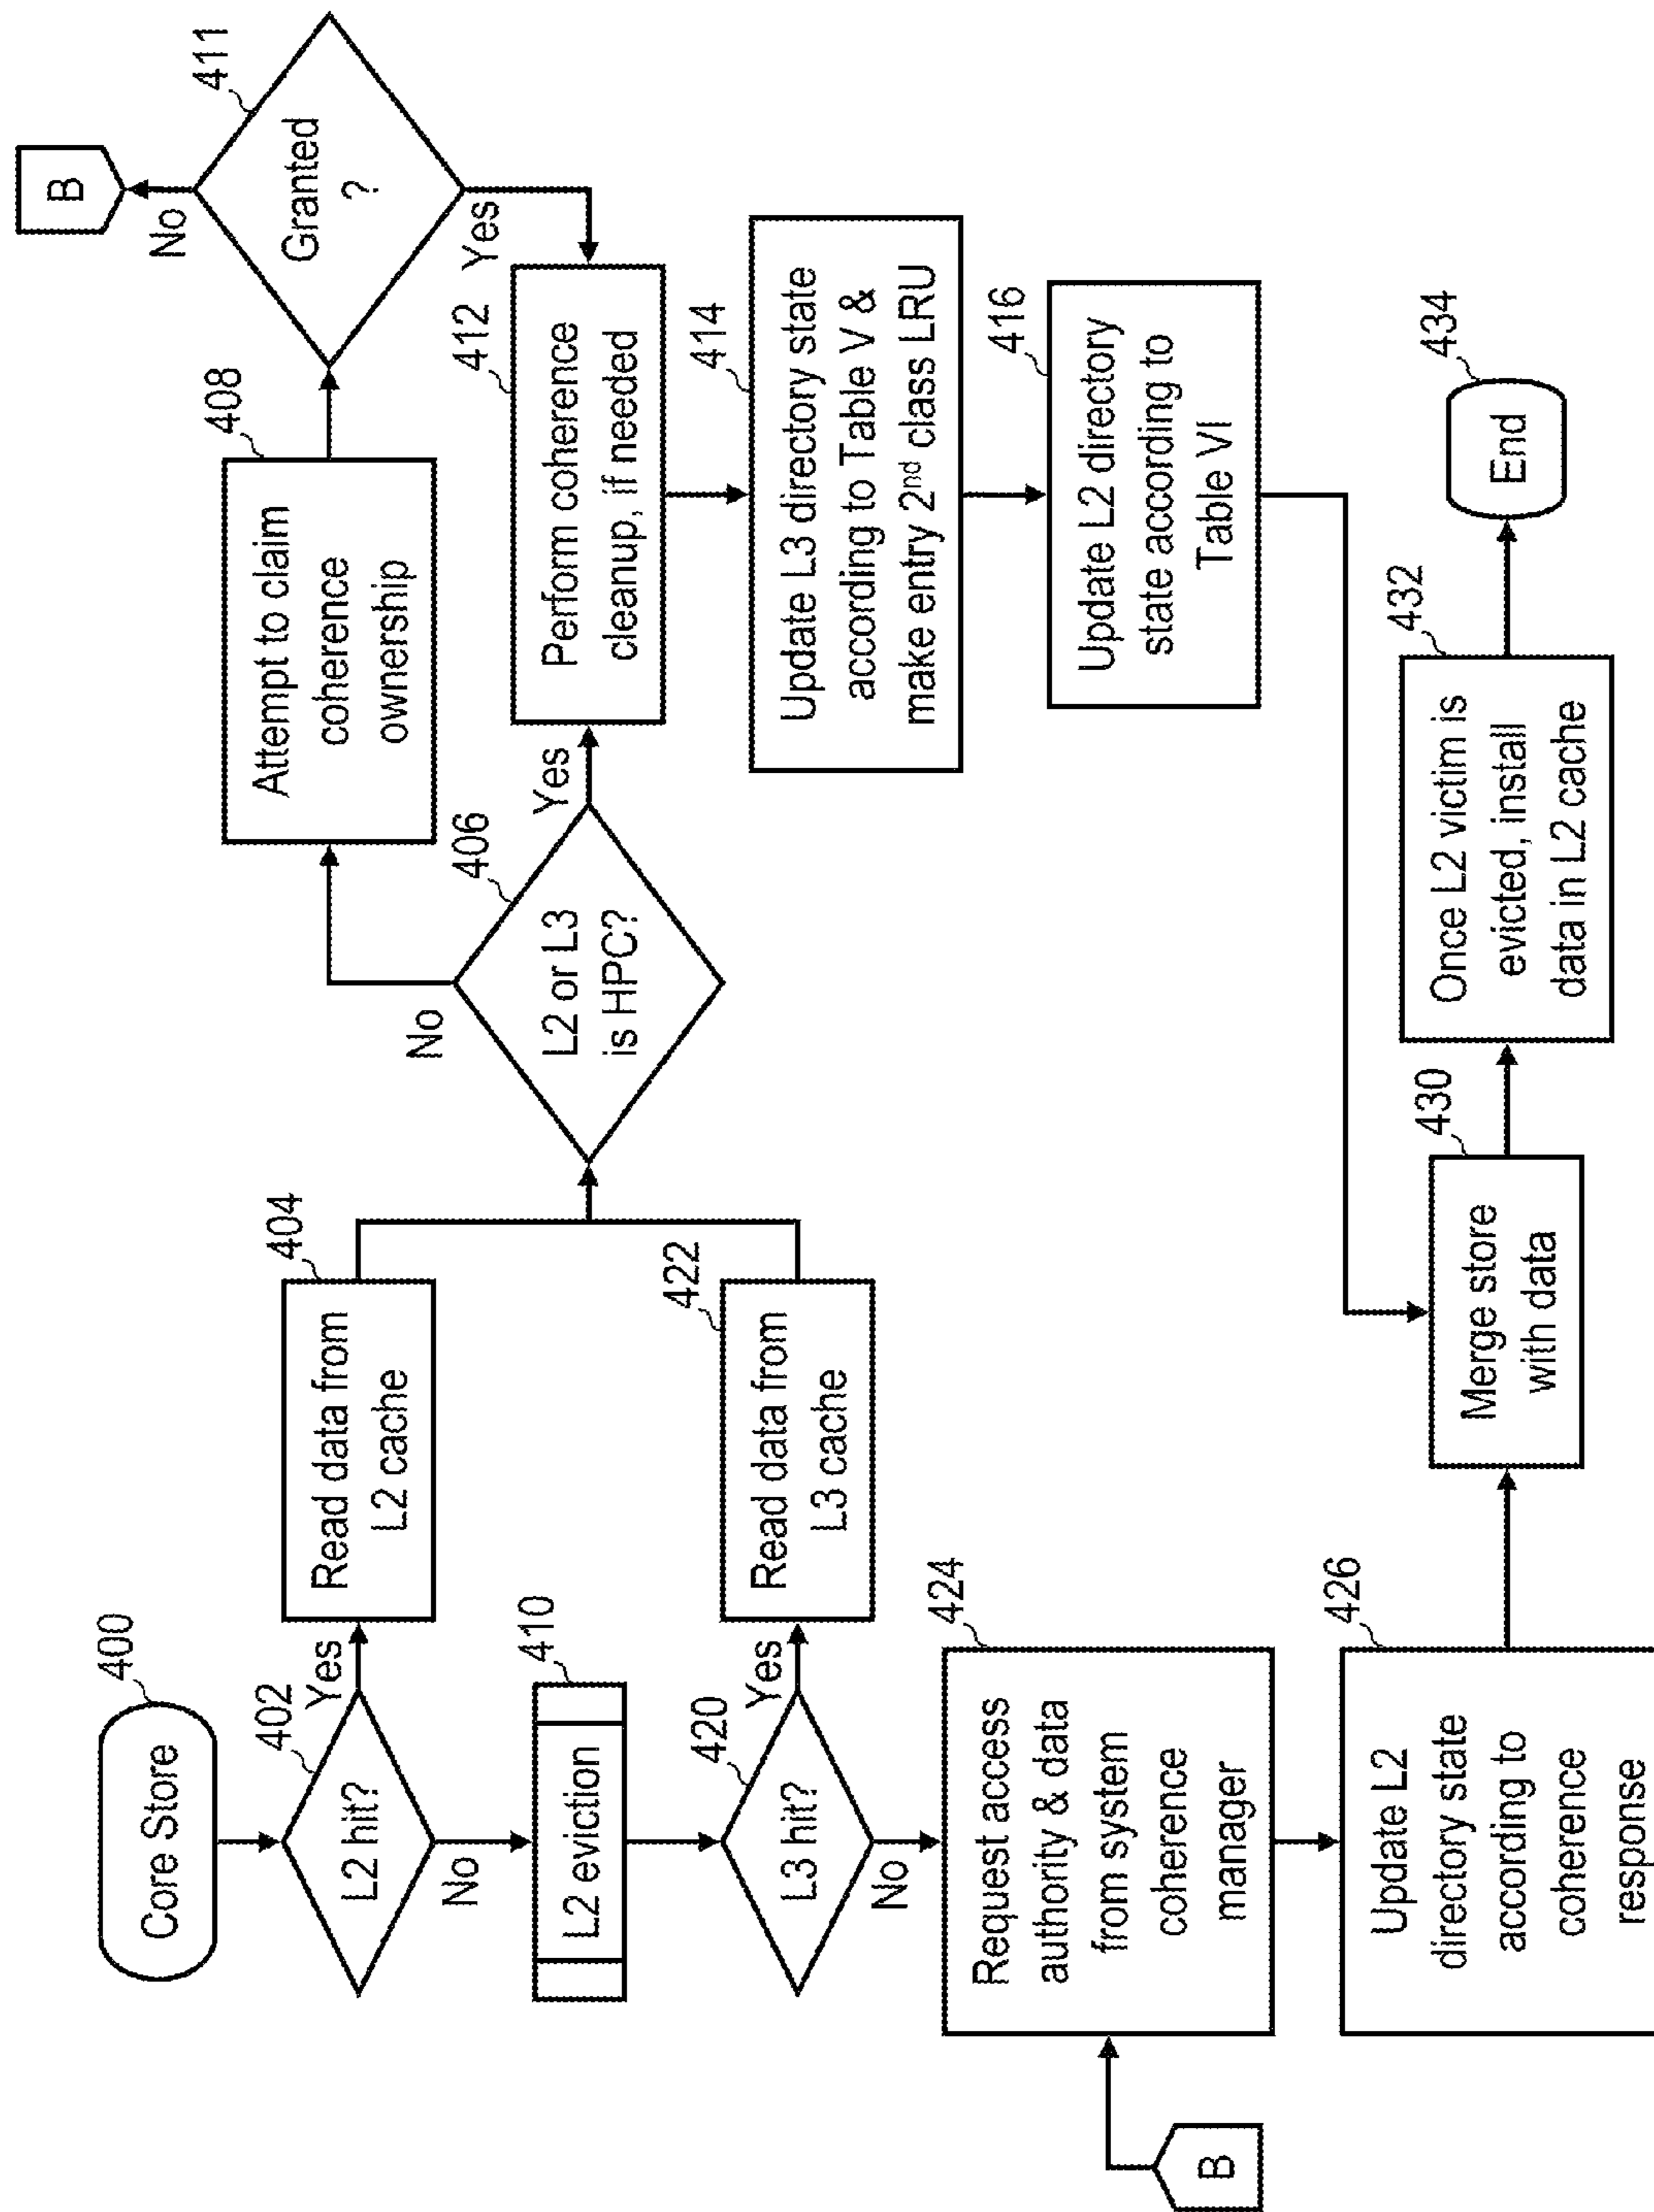 400
Core Store
402
L2 hit?
Yes
No
404
Read data from
L2 cache
410
L2 eviction
420
L3 hit?
Yes
No
422
Read data from
L3 cache
406
L2 or L3
is HPC?
No
Yes
408
Attempt to claim
coherence
ownership
411
Granted
?
No
Yes
B
412
Perform coherence
cleanup, if needed
414
Update L3 directory state
according to Table V &
make entry 2nd class LRU
416
Update L2 directory
state according to
Table VI
B
424
Request access
authority & data
from system
coherence
manager
426
Update L2
directory state
according to
coherence
response
430
Merge store
with data
432
Once L2 victim is
evicted, install
data in L2 cache
434
End